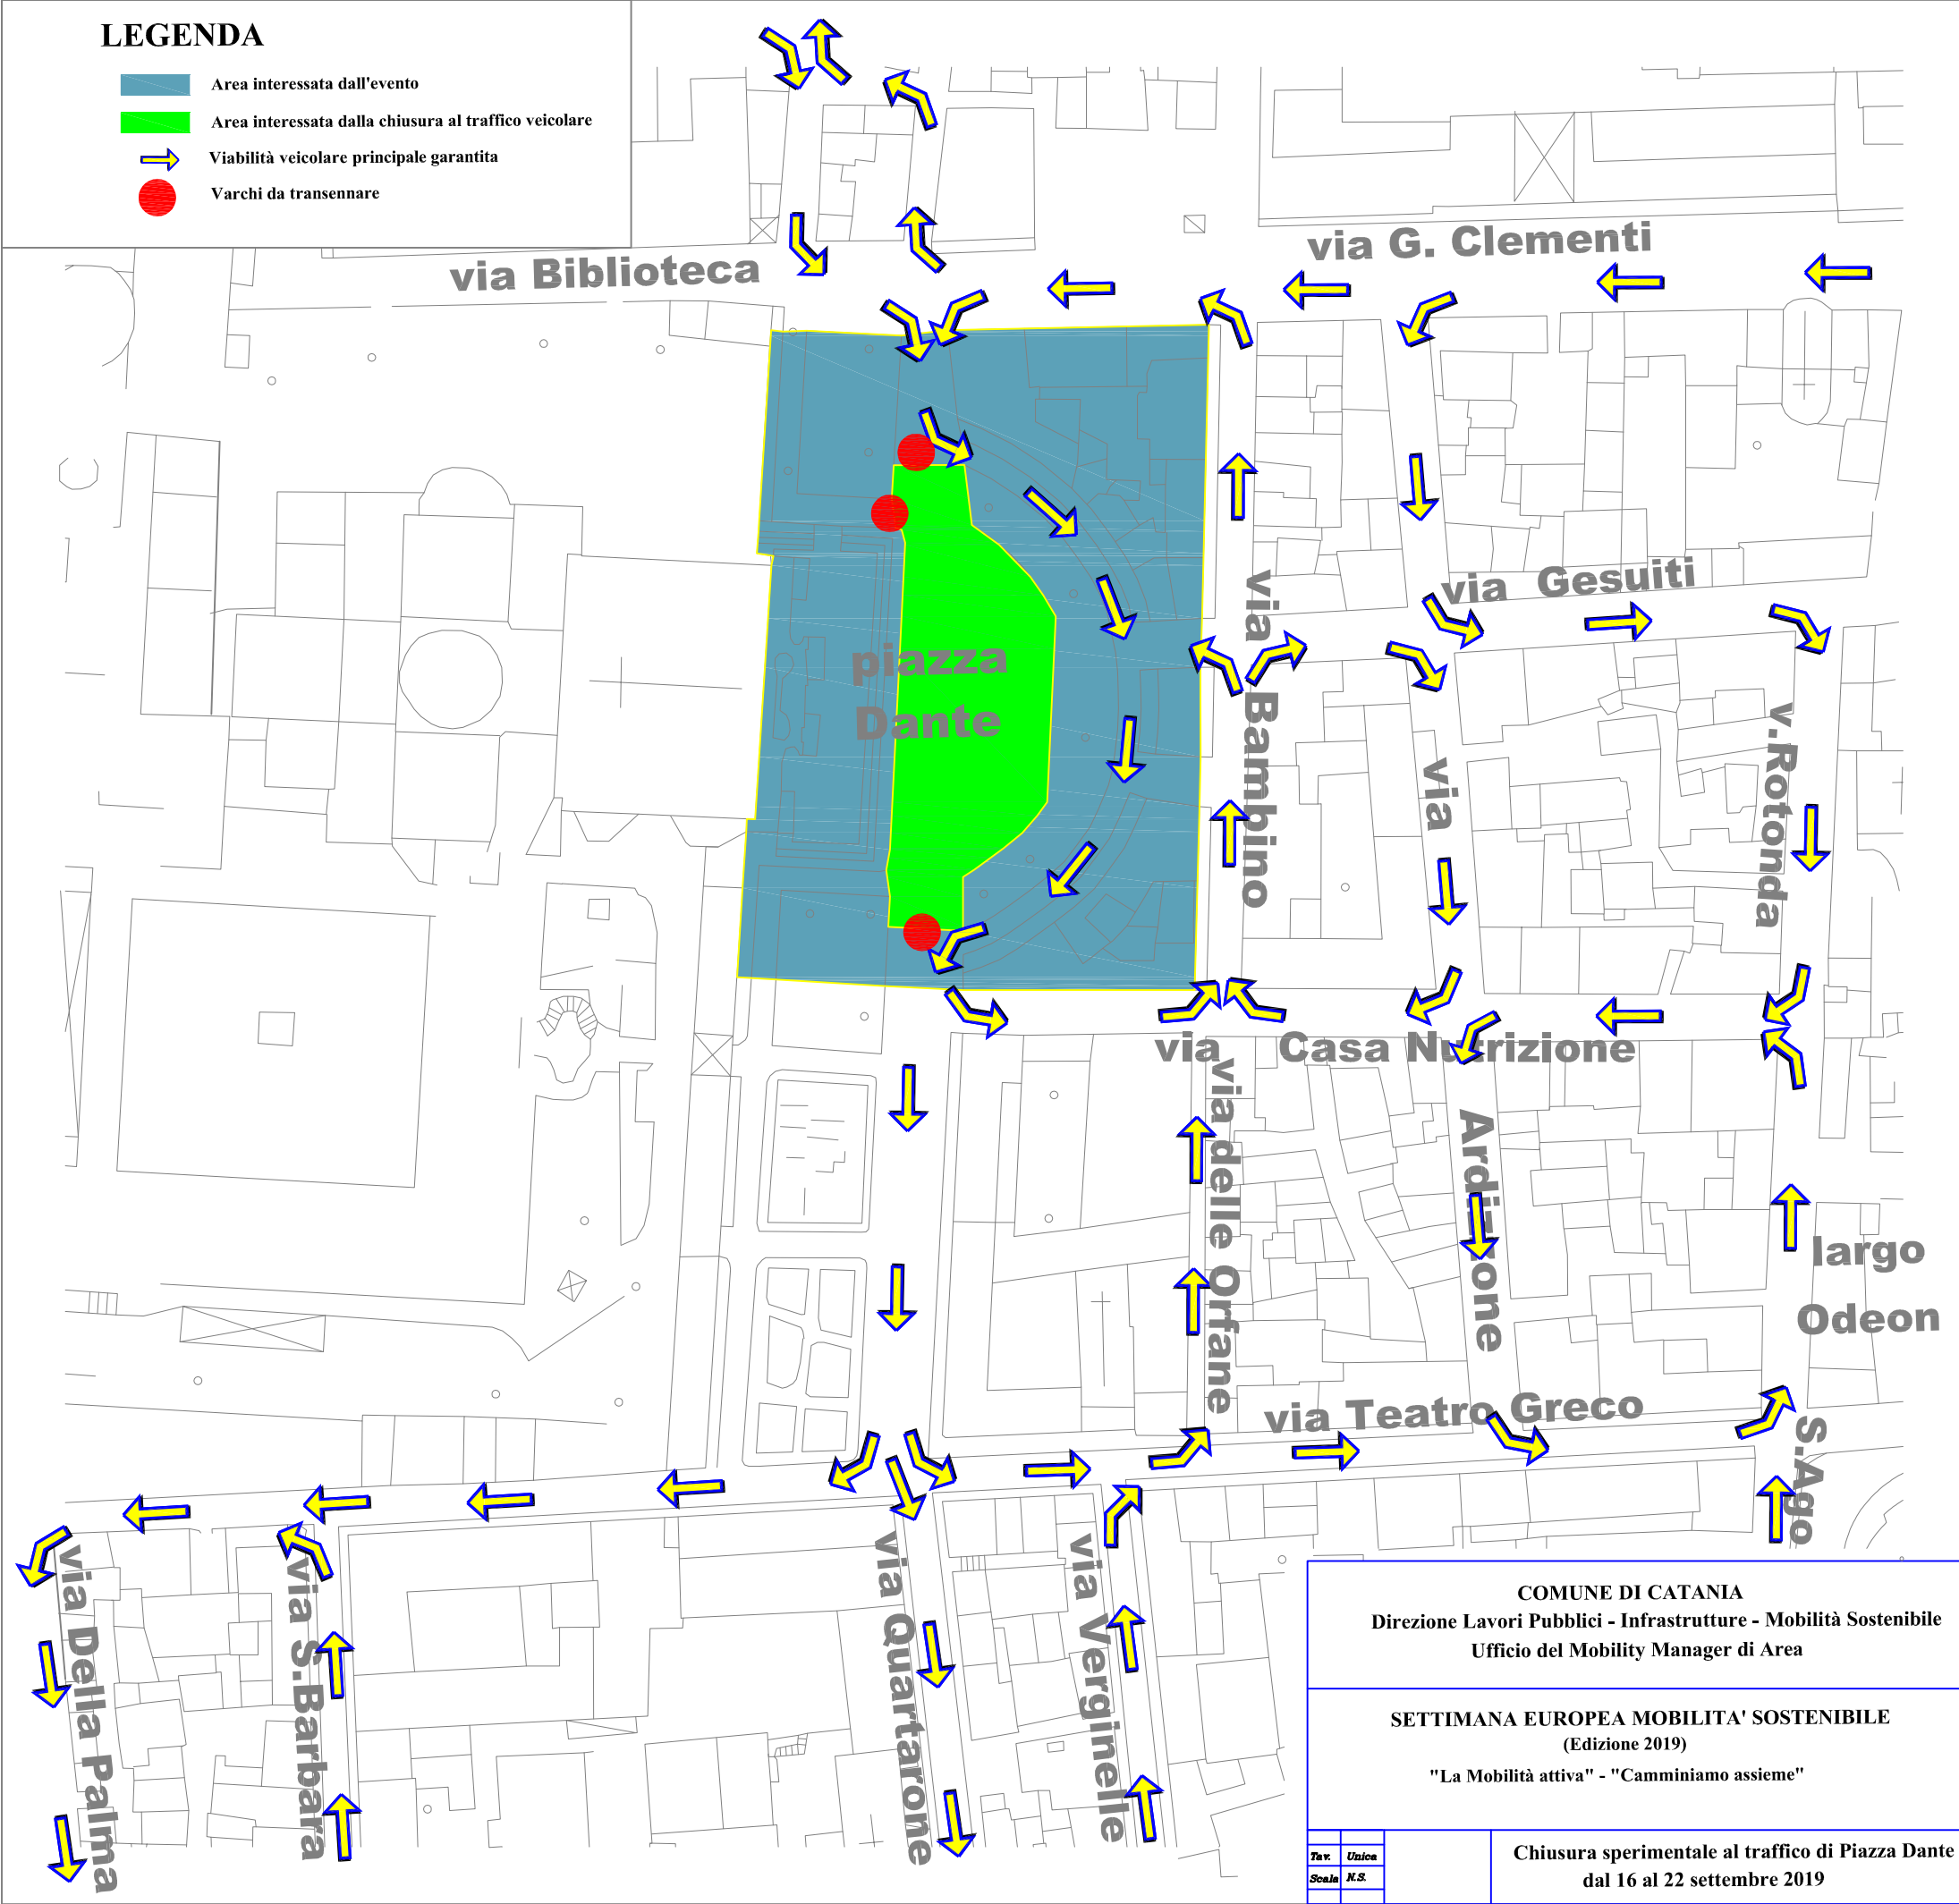 LEGENDA
Area interessata dall'evento
Area interessata dalla chiusura al traffico veicolare
Viabilità veicolare principale garantita
Varchi da transennare
via G. Clementi
via Biblioteca
via Gesuiti
via Bambino
piazza
Dante
via
v.Rotonda
via Casa Nutrizione
via delle Orfane
Ardizzone
largo
Odeon
via Teatro Greco
S.Ago
via Della Palma
via S.Barbara
via Quartarone
via Verginelle
COMUNE DI CATANIA
Direzione Lavori Pubblici - Infrastrutture - Mobilità Sostenibile
Ufficio del Mobility Manager di Area
SETTIMANA EUROPEA MOBILITA' SOSTENIBILE
(Edizione 2019)
"La Mobilità attiva" - "Camminiamo assieme"
Tav. Unica
Scala N.S.
Chiusura sperimentale al traffico di Piazza Dante
dal 16 al 22 settembre 2019